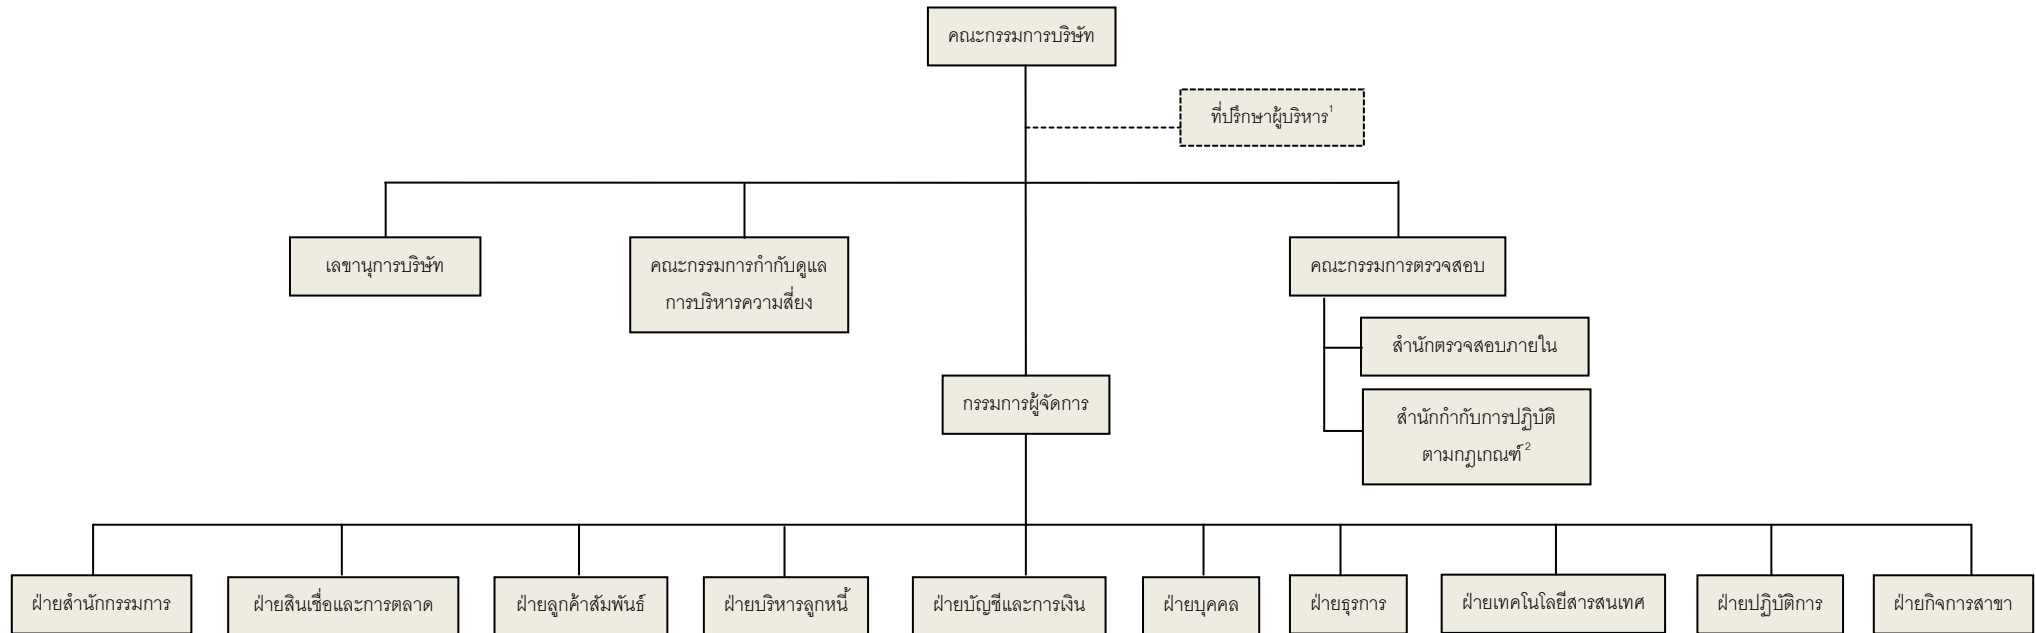 คณะกรรมการบริษัท
ที่ปรึกษาผู้บริหาร¹
เลขานุการบริษัท
คณะกรรมการกำกับดูแล
การบริหารความสี่ยง
คณะกรรมการตรวจสอบ
สำนักตรวจสอบภายใน
กรรมการผู้จัดการ
สำนักกำกับการปฏิบัติ
ตามกฎเกณฑ์²
ฝ่ายสำนักกรรมการ
ฝ่ายสินเชื่อและการตลาด
ฝ่ายลูกค้าสัมพันธ์
ฝ่ายบริหารลูกหนี้
ฝ่ายบัญชีและการเงิน
ฝ่ายบุคคล
ฝ่ายธุรการ
ฝ่ายเทคโนโลยีสารสนเทศ
ฝ่ายปฏิบัติการ
ฝ่ายกิจการสาขา